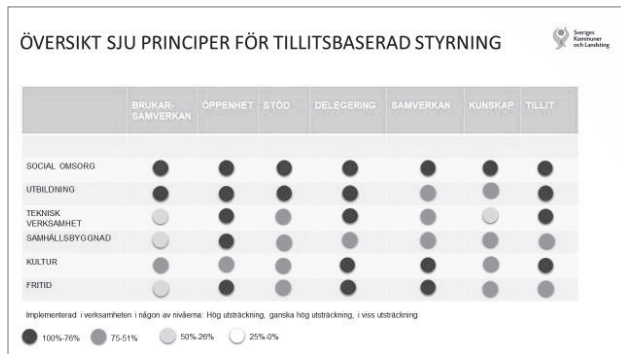 ÖVERSIKT SJU PRINCIPER FÖR TILLITSBASERAD STYRNING
Sveriges
Kommuner
och Landsting
BRUKAR-
SAMVERKAN
ÖPPENHET
STÖD
DELEGERING
SAMVERKAN
KUNSKAP
TILLIT
SOCIAL OMSORG
UTBILDNING
TEKNISK
VERKSAMHET
SAMHÄLLSBYGGNAD
KULTUR
FRITID
Implementerad i verksamheten i någon av nivåerna: Hög utsträckning, ganska hög utsträckning, i viss utsträckning
100%-76% 75-51% 50%-26% 25%-0%